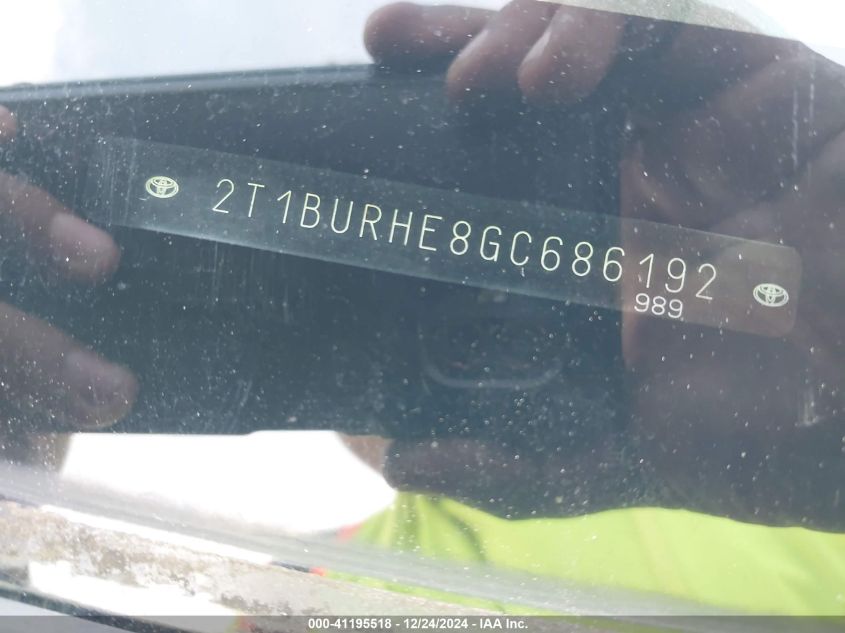 2T1BURHE8GC686192
989
000-41195518 - 12/24/2024 - IAA Inc.